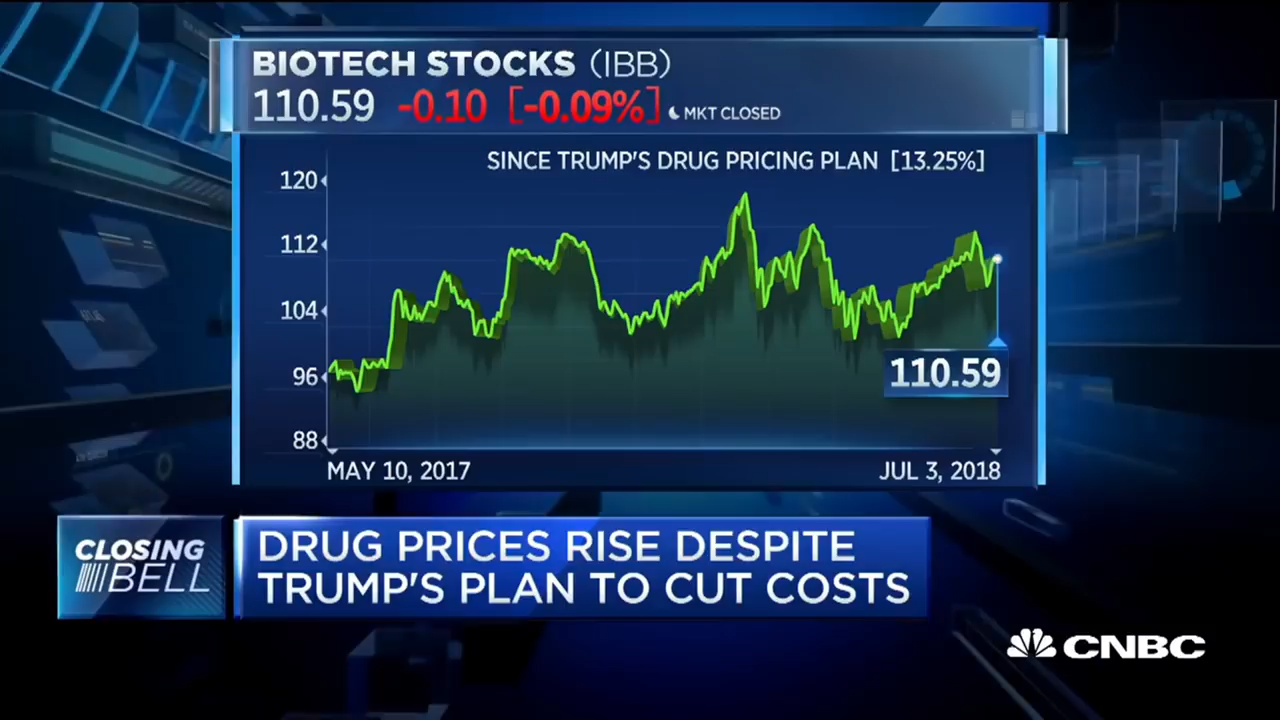 BIOTECH STOCKS (IBB)
110.59 -0.10 [-0.09%] MKT CLOSED
SINCE TRUMP'S DRUG PRICING PLAN [13.25%]
120
112
104
96
88
110.59
MAY 10, 2017 JUL 3, 2018
CLOSING
BELL
DRUG PRICES RISE DESPITE
TRUMP'S PLAN TO CUT COSTS
CNBC